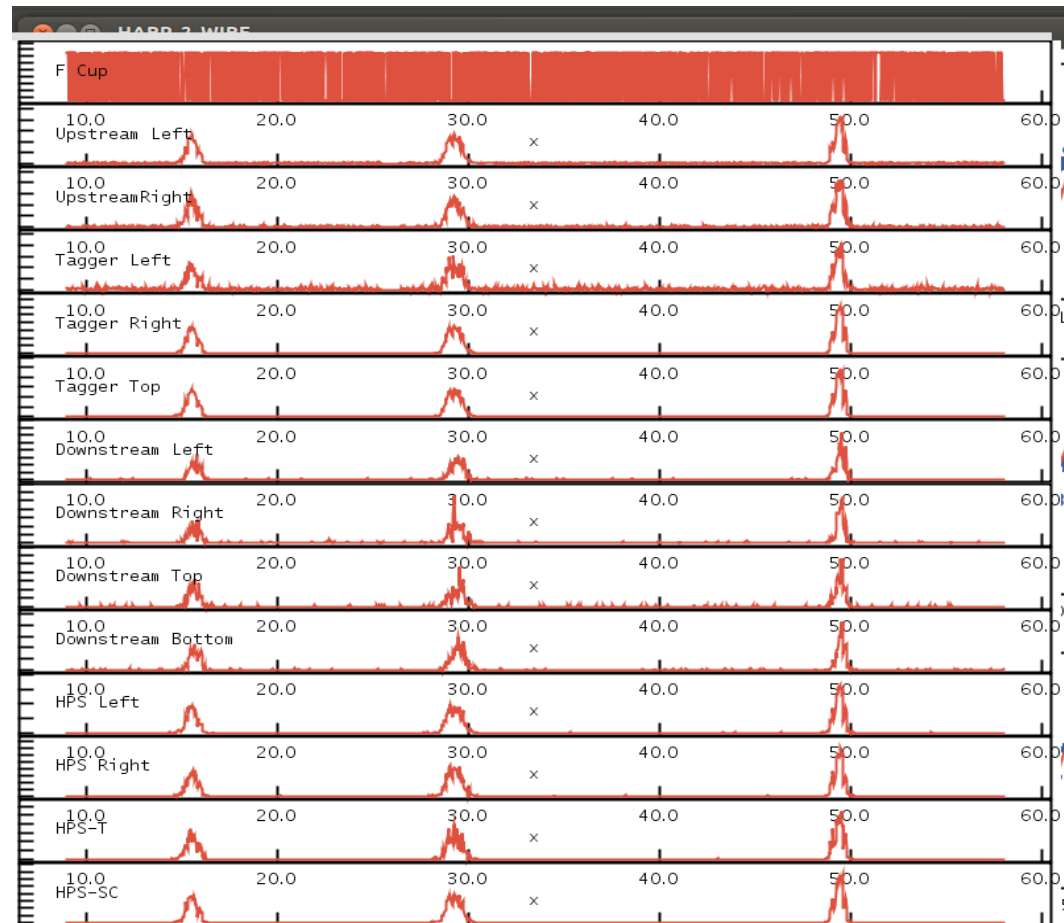 HARP 2 WIRE
F Cup
10.0 20.0 30.0 40.0 50.0 60.0
Upstream Left
x
10.0 20.0 30.0 40.0 50.0 60.0
UpstreamRight
x
10.0 20.0 30.0 40.0 50.0 60.0
Tagger Left
x
10.0 20.0 30.0 40.0 50.0 60.0
Tagger Right
x
10.0 20.0 30.0 40.0 50.0 60.0
Tagger Top
x
10.0 20.0 30.0 40.0 50.0 60.0
Downstream Left
x
10.0 20.0 30.0 40.0 50.0 60.0
Downstream Right
x
10.0 20.0 30.0 40.0 50.0 60.0
Downstream Top
x
10.0 20.0 30.0 40.0 50.0 60.0
Downstream Bottom
x
10.0 20.0 30.0 40.0 50.0 60.0
HPS Left
x
10.0 20.0 30.0 40.0 50.0 60.0
HPS Right
x
10.0 20.0 30.0 40.0 50.0 60.0
HPS-T
x
10.0 20.0 30.0 40.0 50.0 60.0
HPS-SC
x